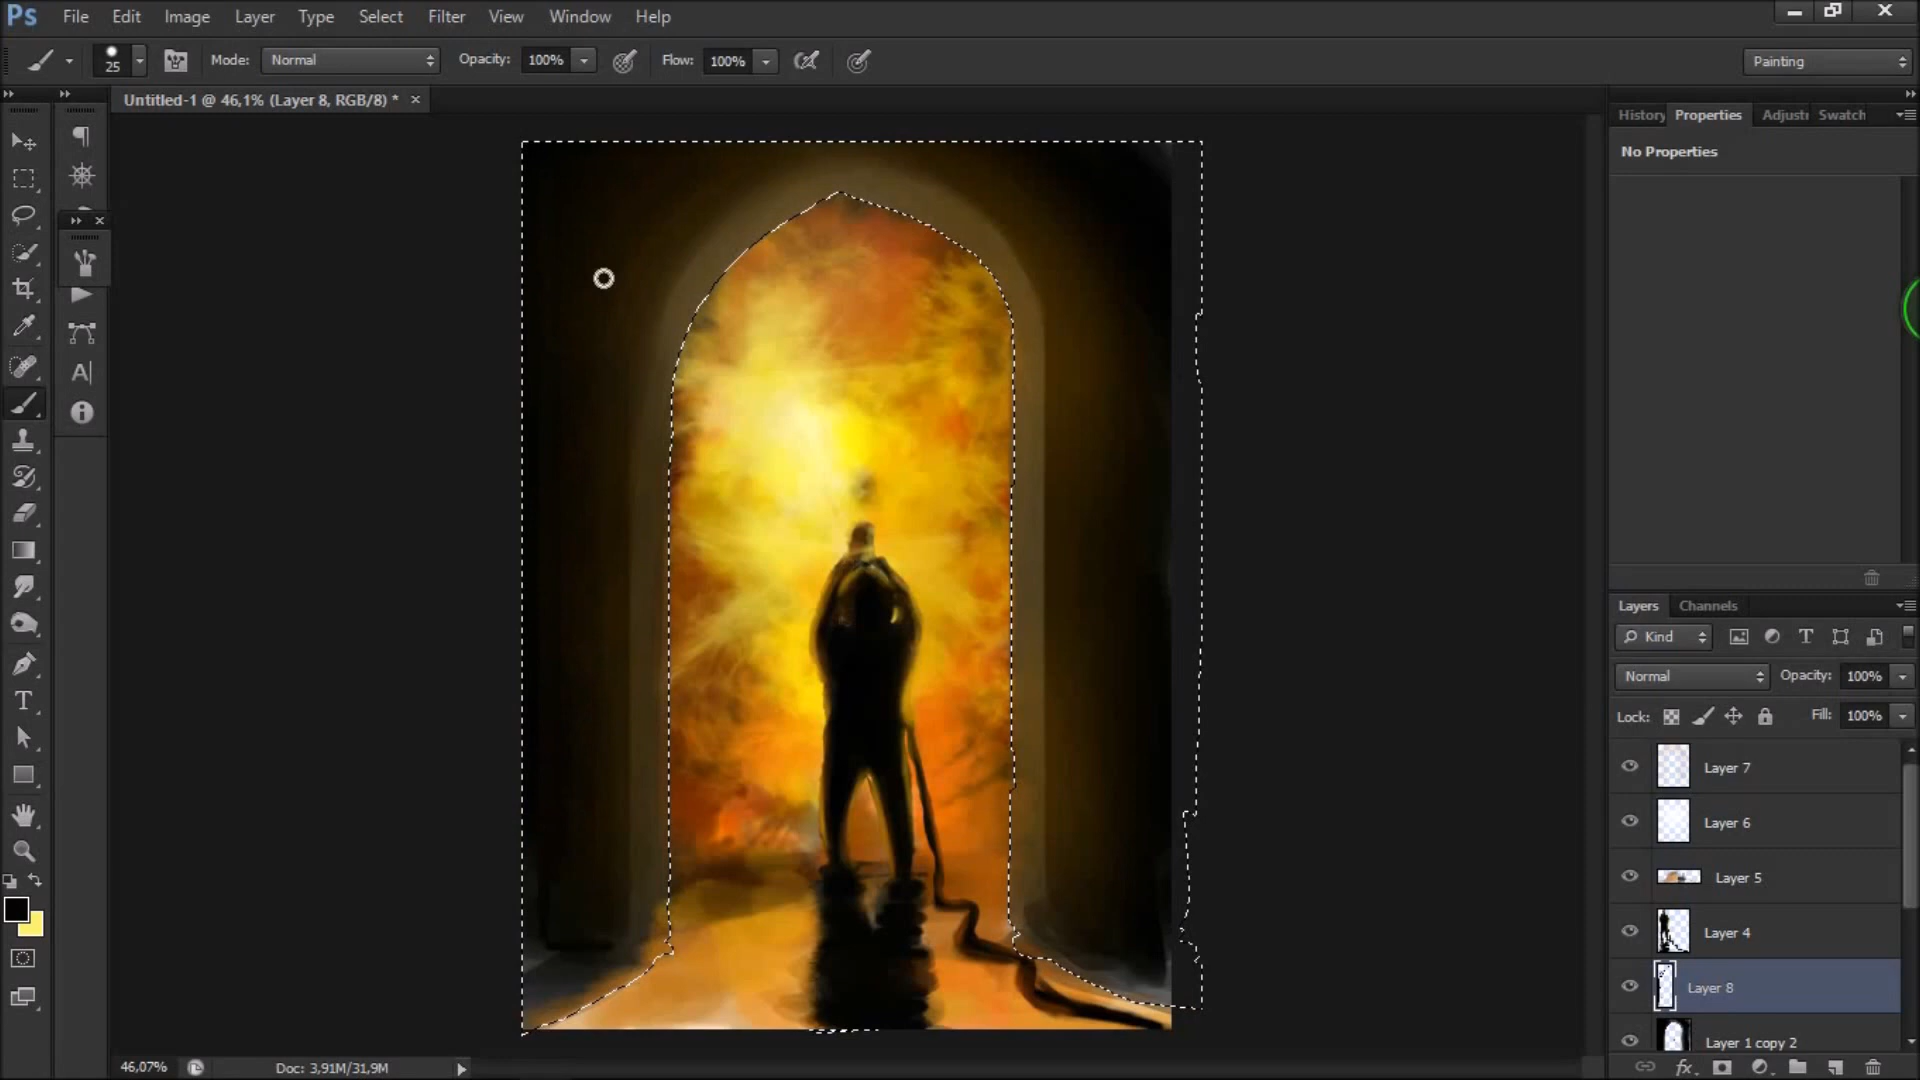 Ps File Edit Image Layer Type Select Filter View Window Help
25 Mode: Normal Opacity: 100% Flow: 100% Painting
Untitled-1 @ 46,1% (Layer 8, RGB/8) * ×
History Properties Adjusti Swatch
No Properties
Layers Channels
Kind
Normal Opacity: 100%
Lock: Fill: 100%
Layer 7
Layer 6
Layer 5
Layer 4
Layer 8
Layer 1 copy 2
46,07% Doc: 3,91M/31,9M
fx